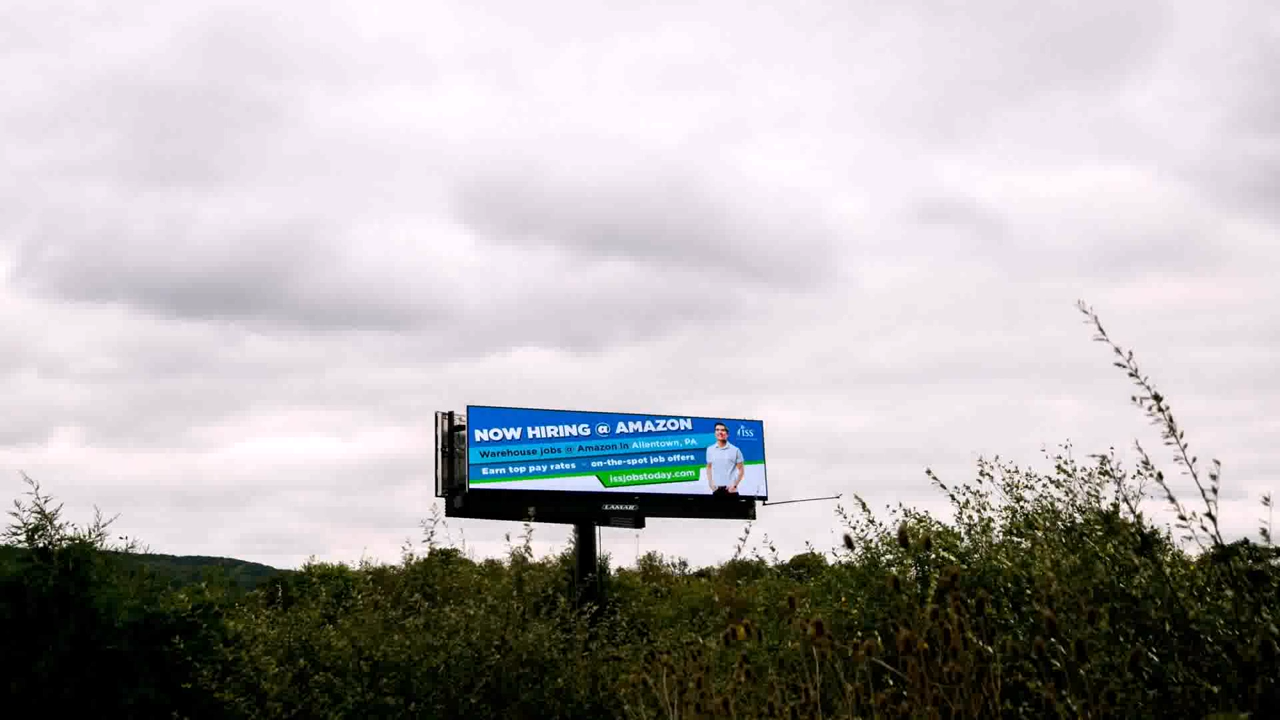 NOW HIRING @ AMAZON
Warehouse jobs @ Amazon in Allentown, PA
Earn top pay rates - on-the-spot job offers
issjobstoday.com
ISS
LAMAR